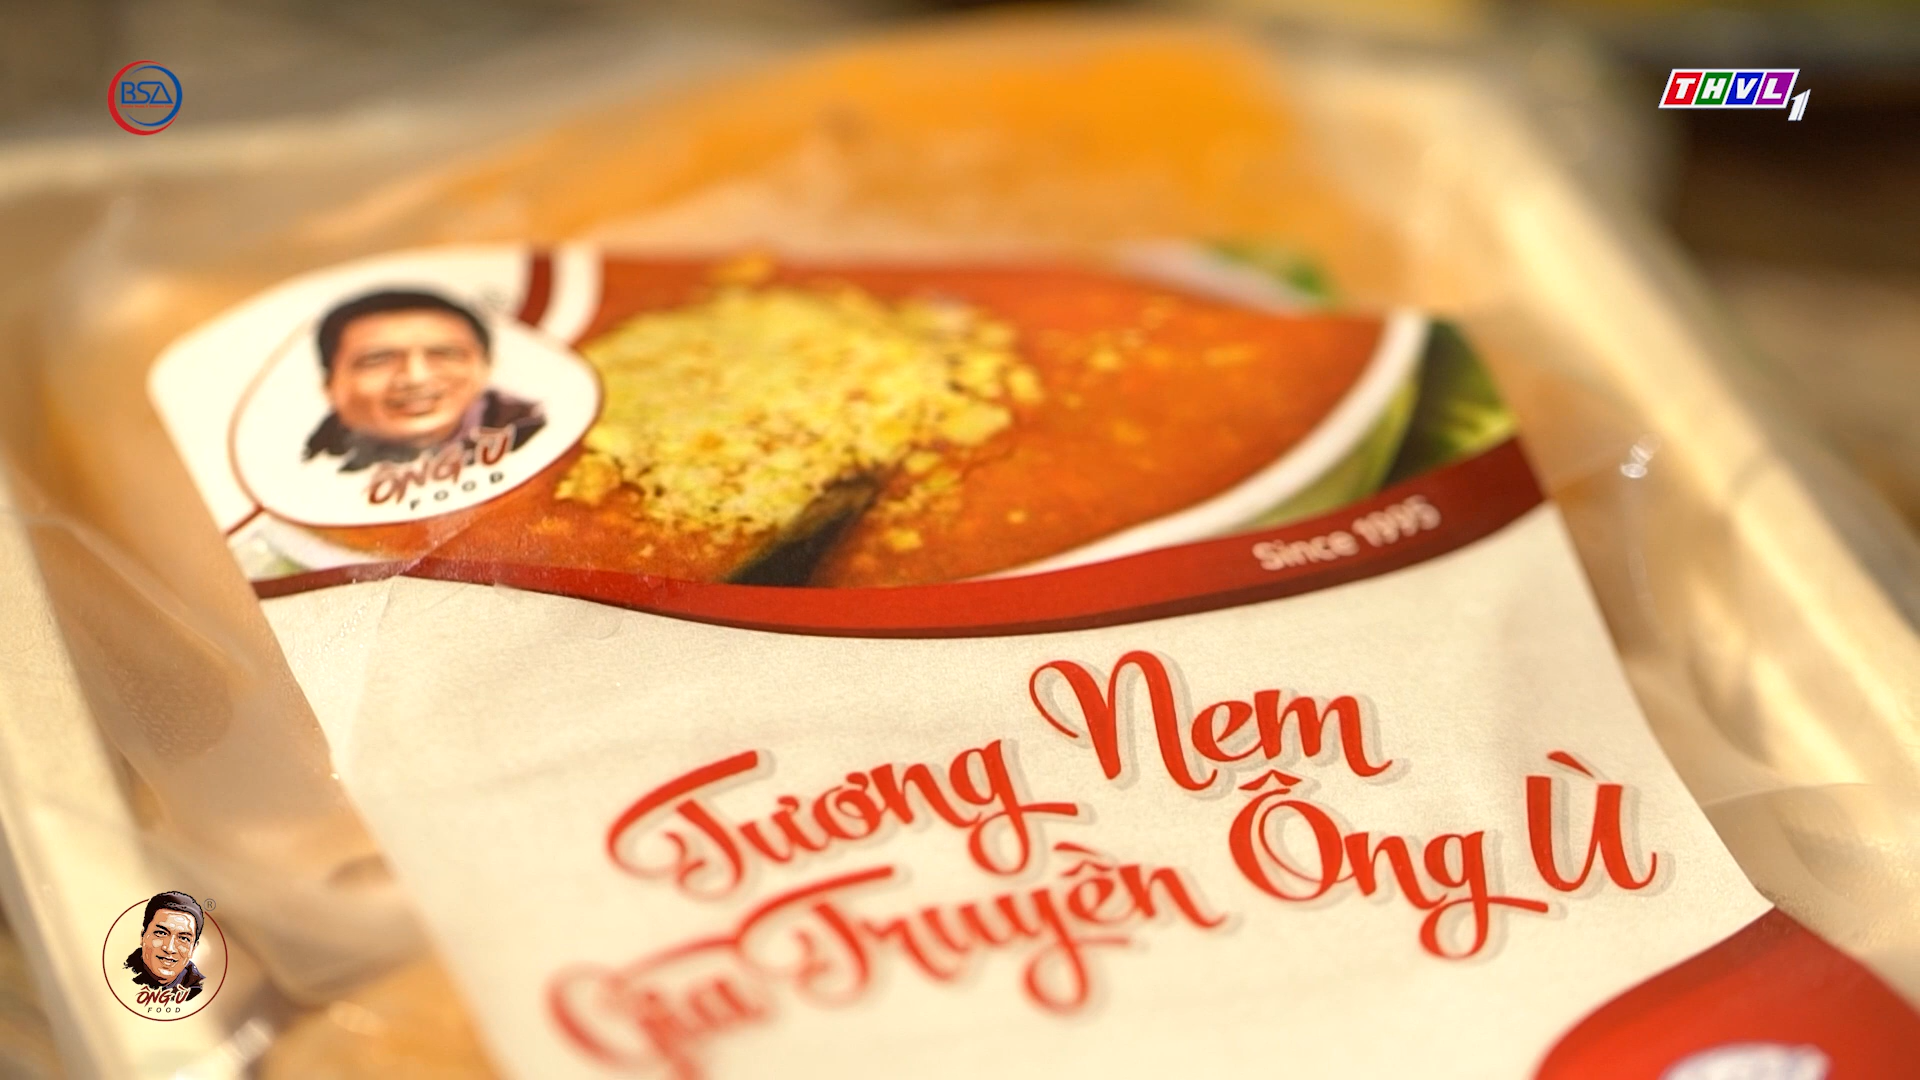 BSA
THVL1
ÔNG Ù
FOOD
Since 1995
Tương Nem
Gia Truyền Ông Ù
®
ÔNG Ù
FOOD